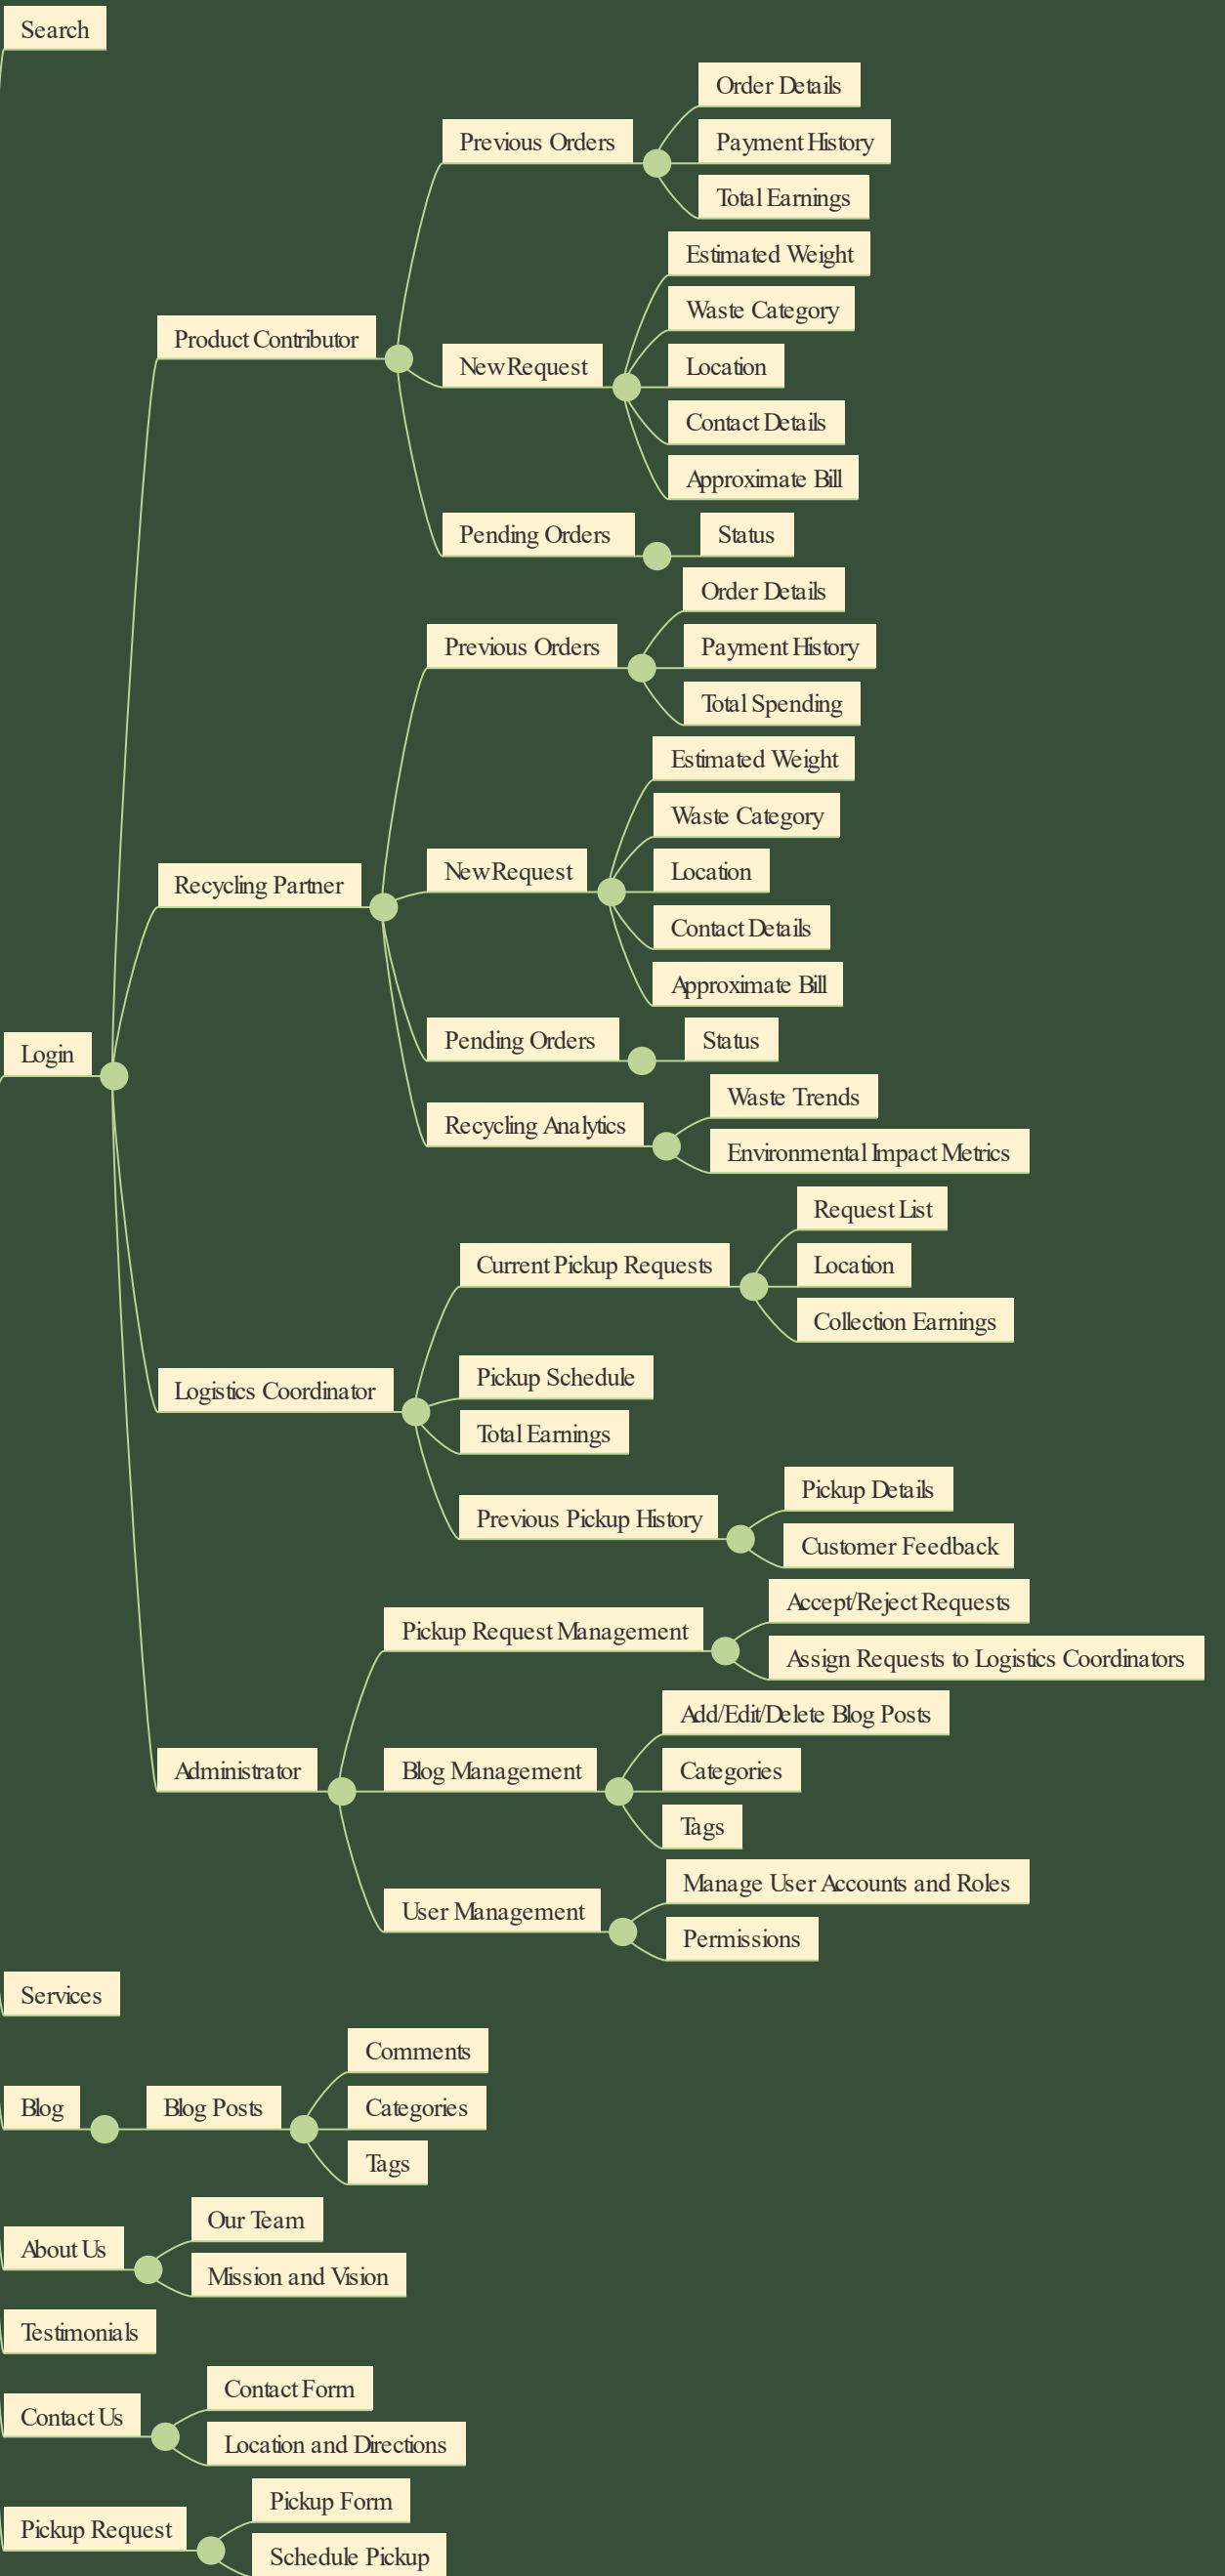 Search
Order Details
Previous Orders
Payment History
Total Earnings
Estimated Weight
Waste Category
Product Contributor
New Request
Location
Contact Details
Approximate Bill
Pending Orders
Status
Order Details
Previous Orders
Payment History
Total Spending
Estimated Weight
Waste Category
Recycling Partner
New Request
Location
Contact Details
Approximate Bill
Login
Pending Orders
Status
Waste Trends
Recycling Analytics
Environmental Impact Metrics
Request List
Current Pickup Requests
Location
Collection Earnings
Logistics Coordinator
Pickup Schedule
Total Earnings
Pickup Details
Previous Pickup History
Customer Feedback
Accept/Reject Requests
Pickup Request Management
Assign Requests to Logistics Coordinators
Add/Edit/Delete Blog Posts
Administrator
Blog Management
Categories
Tags
Manage User Accounts and Roles
User Management
Permissions
Services
Comments
Blog
Blog Posts
Categories
Tags
Our Team
About Us
Mission and Vision
Testimonials
Contact Form
Contact Us
Location and Directions
Pickup Form
Pickup Request
Schedule Pickup